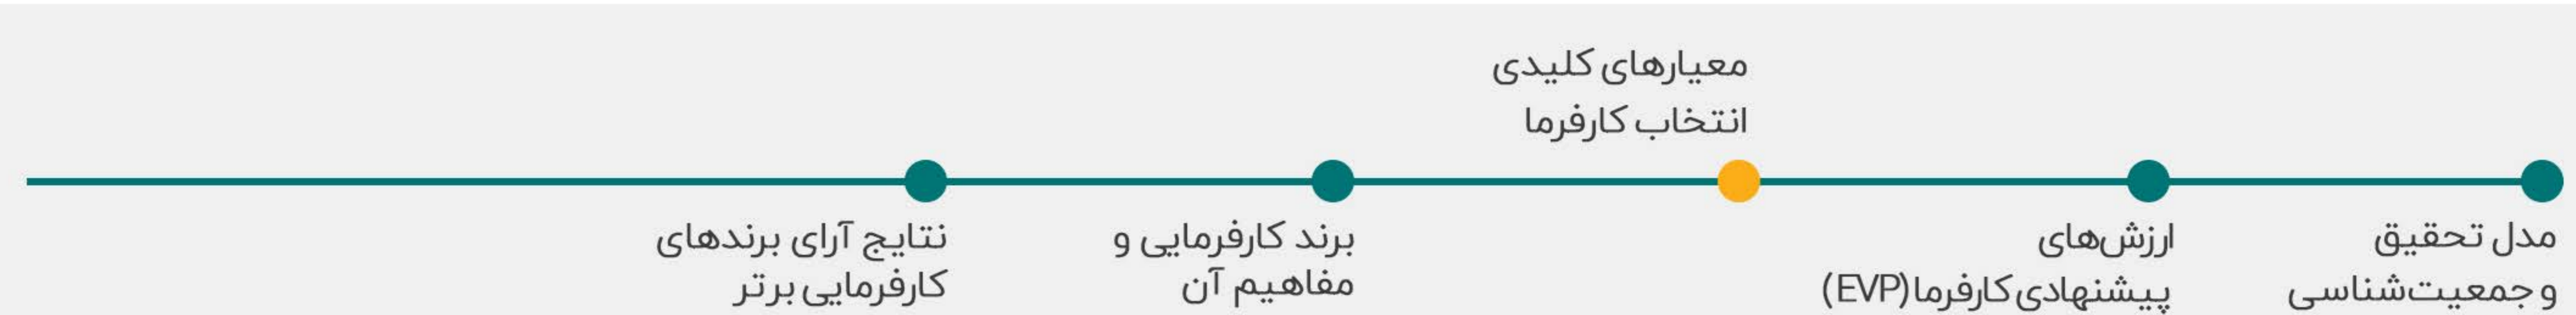 مدل تحقیق
و جمعیت‌شناسی
ارزش‌های
پیشنهادی کارفرما (EVP)
معیارهای کلیدی
انتخاب کارفرما
برند کارفرمایی و
مفاهیم آن
نتایج آرای برندهای
کارفرمایی برتر